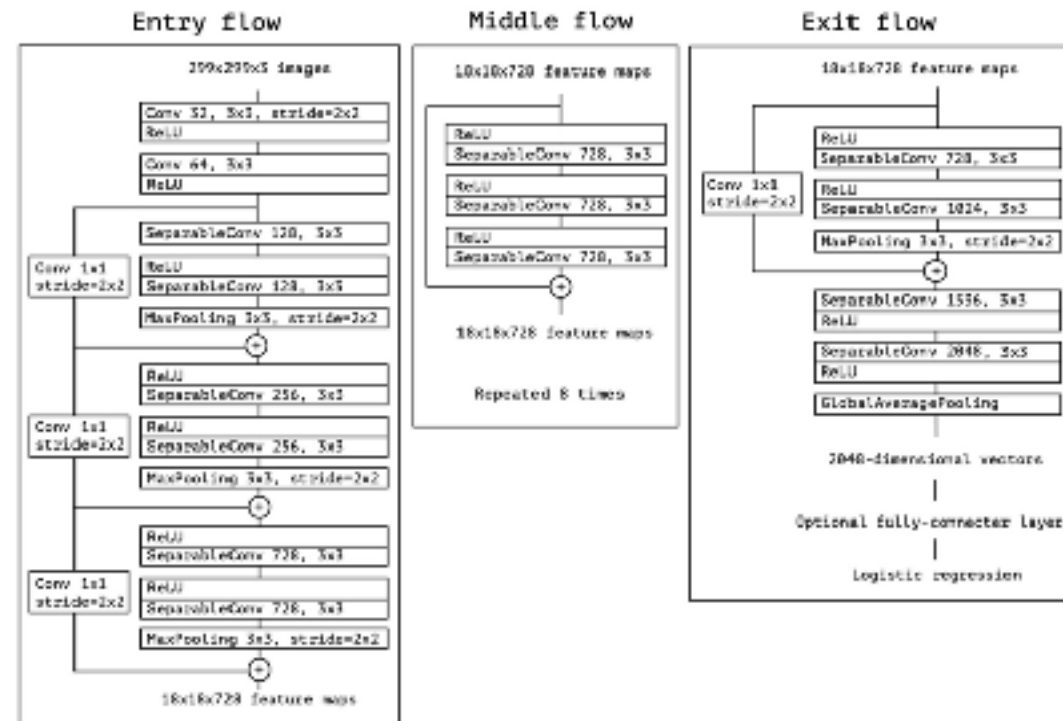 Entry flow
299x299x3 images
Conv 32, 3x3, stride=2x2
ReLU
Conv 64, 3x3
ReLU
SeparableConv 128, 3x3
Conv 1x1
stride=2x2
ReLU
SeparableConv 128, 3x3
MaxPooling 3x3, stride=2x2
+
ReLU
SeparableConv 256, 3x3
Conv 1x1
stride=2x2
ReLU
SeparableConv 256, 3x3
MaxPooling 3x3, stride=2x2
+
ReLU
SeparableConv 728, 3x3
Conv 1x1
stride=2x2
ReLU
SeparableConv 728, 3x3
MaxPooling 3x3, stride=2x2
+
18x18x728 feature maps
Middle flow
18x18x728 feature maps
ReLU
SeparableConv 728, 3x3
ReLU
SeparableConv 728, 3x3
ReLU
SeparableConv 728, 3x3
+
18x18x728 feature maps
Repeated 8 times
Exit flow
18x18x728 feature maps
ReLU
SeparableConv 728, 3x3
Conv 1x1
stride=2x2
ReLU
SeparableConv 1024, 3x3
MaxPooling 3x3, stride=2x2
+
SeparableConv 1536, 3x3
ReLU
SeparableConv 2048, 3x3
ReLU
GlobalAveragePooling
2048-dimensional vectors
Optional fully-connecter layer
Logistic regression